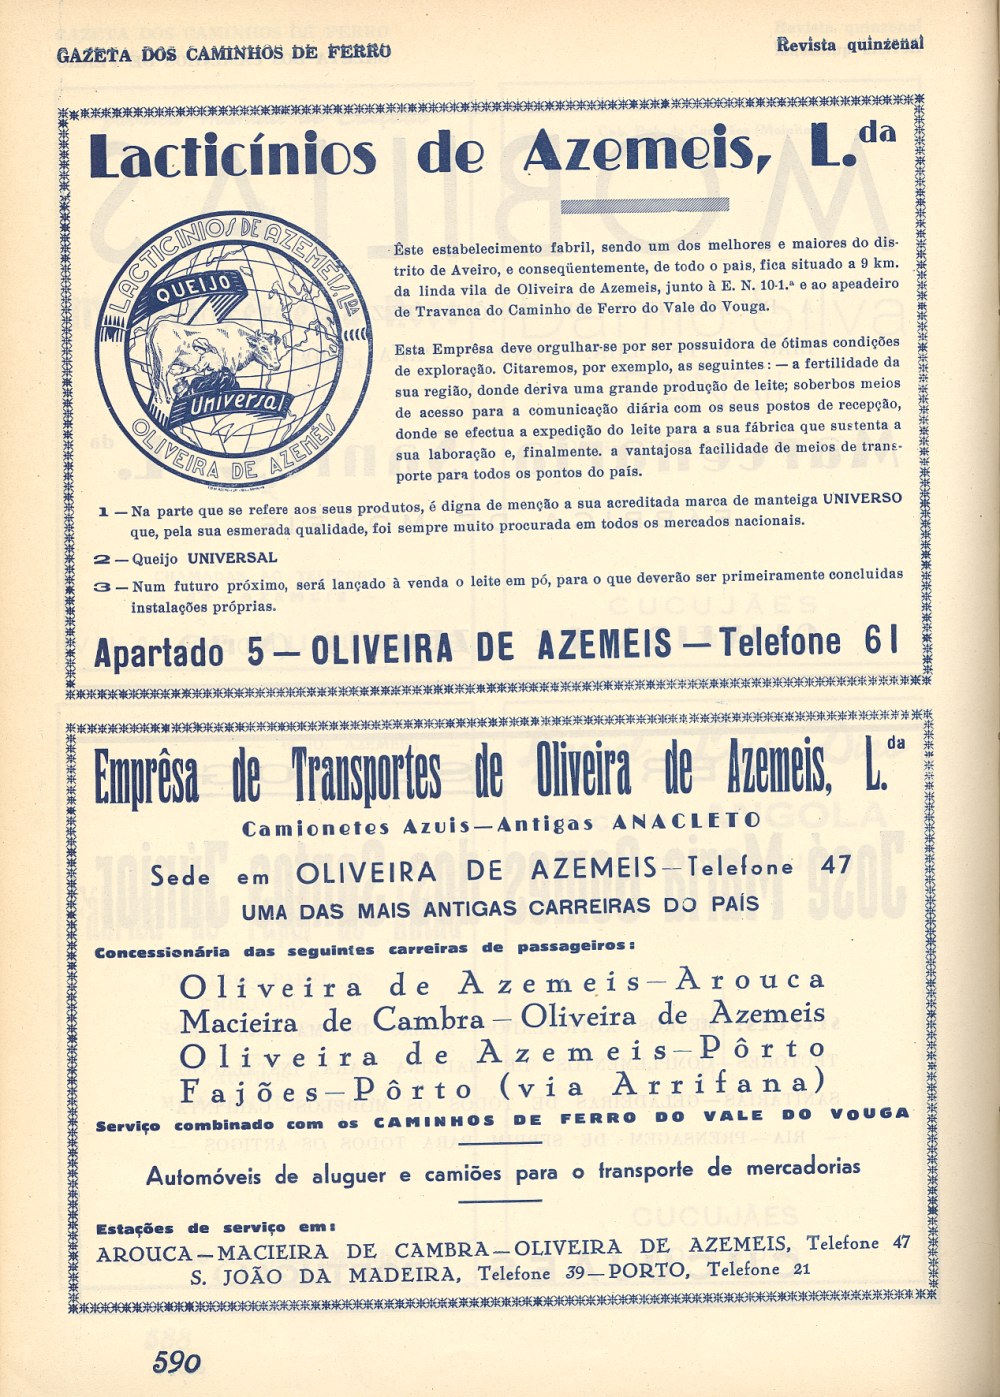 GAZETA DOS CAMINHOS DE FERRO
Revista quinzenal
Lacticínios de Azemeis, L.da
LACTICINIOS DE AZEMEIS, LDA
QUEIJO
Universal
OLIVEIRA DE AZEMÉIS
Êste estabelecimento fabril, sendo um dos melhores e maiores do dis-
trito de Aveiro, e conseqüentemente, de todo o pais, fica situado a 9 km.
da linda vila de Oliveira de Azemeis, junto à E. N. 10-1.ª e ao apeadeiro
de Travanca do Caminho de Ferro do Vale do Vouga.
Esta Emprêsa deve orgulhar-se por ser possuidora de ótimas condições
de exploração. Citaremos, por exemplo, as seguintes: — a fertilidade da
sua região, donde deriva uma grande produção de leite; soberbos meios
de acesso para a comunicação diária com os seus postos de recepção,
donde se efectua a expedição do leite para a sua fábrica que sustenta a
sua laboração e, finalmente. a vantajosa facilidade de meios de trans-
porte para todos os pontos do país.
1 — Na parte que se refere aos seus produtos, é digna de menção a sua acreditada marca de manteiga UNIVERSO
que, pela sua esmerada qualidade, foi sempre muito procurada em todos os mercados nacionais.
2 — Queijo UNIVERSAL
3 — Num futuro próximo, será lançado à venda o leite em pó, para o que deverão ser primeiramente concluidas
instalações próprias.
Apartado 5 — OLIVEIRA DE AZEMEIS — Telefone 61
Emprêsa de Transportes de Oliveira de Azemeis, L.da
Camionetes Azuis — Antigas ANACLETO
Sede em OLIVEIRA DE AZEMEIS — Telefone 47
UMA DAS MAIS ANTIGAS CARREIRAS DO PAÍS
Concessionária das seguintes carreiras de passageiros:
Oliveira de Azemeis — Arouca
Macieira de Cambra — Oliveira de Azemeis
Oliveira de Azemeis — Pôrto
Fajões — Pôrto (via Arrifana)
Serviço combinado com os CAMINHOS DE FERRO DO VALE DO VOUGA
Automóveis de aluguer e camiões para o transporte de mercadorias
Estações de serviço em:
AROUCA — MACIEIRA DE CAMBRA — OLIVEIRA DE AZEMEIS, Telefone 47
S. JOÃO DA MADEIRA, Telefone 39 — PORTO, Telefone 21
590